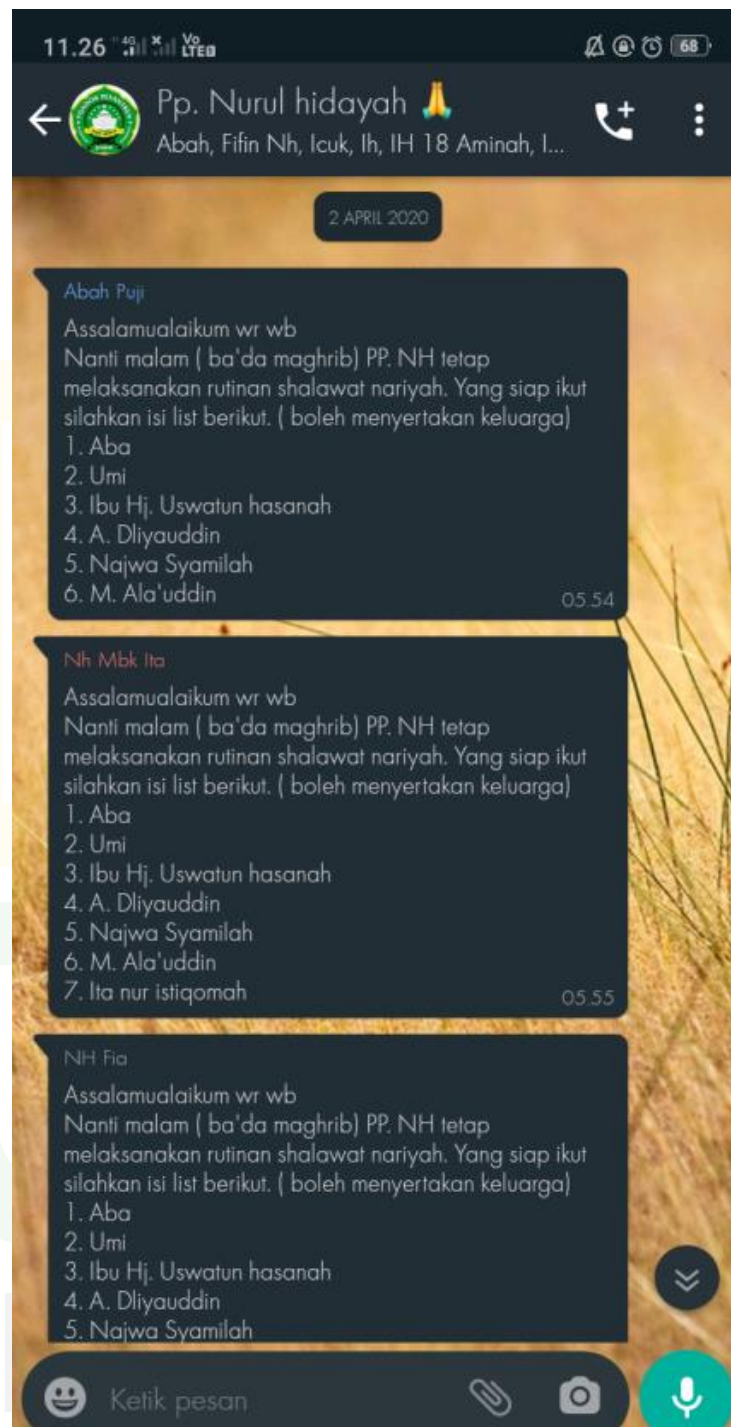 11.26 4G VoLTE 68
Pp. Nurul hidayah 🙏
Abah, Fifin Nh, Icuk, Ih, IH 18 Aminah, I...
2 APRIL 2020
Abah Puji
Assalamualaikum wr wb
Nanti malam ( ba'da maghrib) PP. NH tetap
melaksanakan rutinan shalawat nariyah. Yang siap ikut
silahkan isi list berikut. ( boleh menyertakan keluarga)
1. Aba
2. Umi
3. Ibu Hj. Uswatun hasanah
4. A. Dliyauddin
5. Najwa Syamilah
6. M. Ala'uddin
05.54
Nh Mbk Ita
Assalamualaikum wr wb
Nanti malam ( ba'da maghrib) PP. NH tetap
melaksanakan rutinan shalawat nariyah. Yang siap ikut
silahkan isi list berikut. ( boleh menyertakan keluarga)
1. Aba
2. Umi
3. Ibu Hj. Uswatun hasanah
4. A. Dliyauddin
5. Najwa Syamilah
6. M. Ala'uddin
7. Ita nur istiqomah
05.55
NH Fia
Assalamualaikum wr wb
Nanti malam ( ba'da maghrib) PP. NH tetap
melaksanakan rutinan shalawat nariyah. Yang siap ikut
silahkan isi list berikut. ( boleh menyertakan keluarga)
1. Aba
2. Umi
3. Ibu Hj. Uswatun hasanah
4. A. Dliyauddin
5. Najwa Syamilah
Ketik pesan